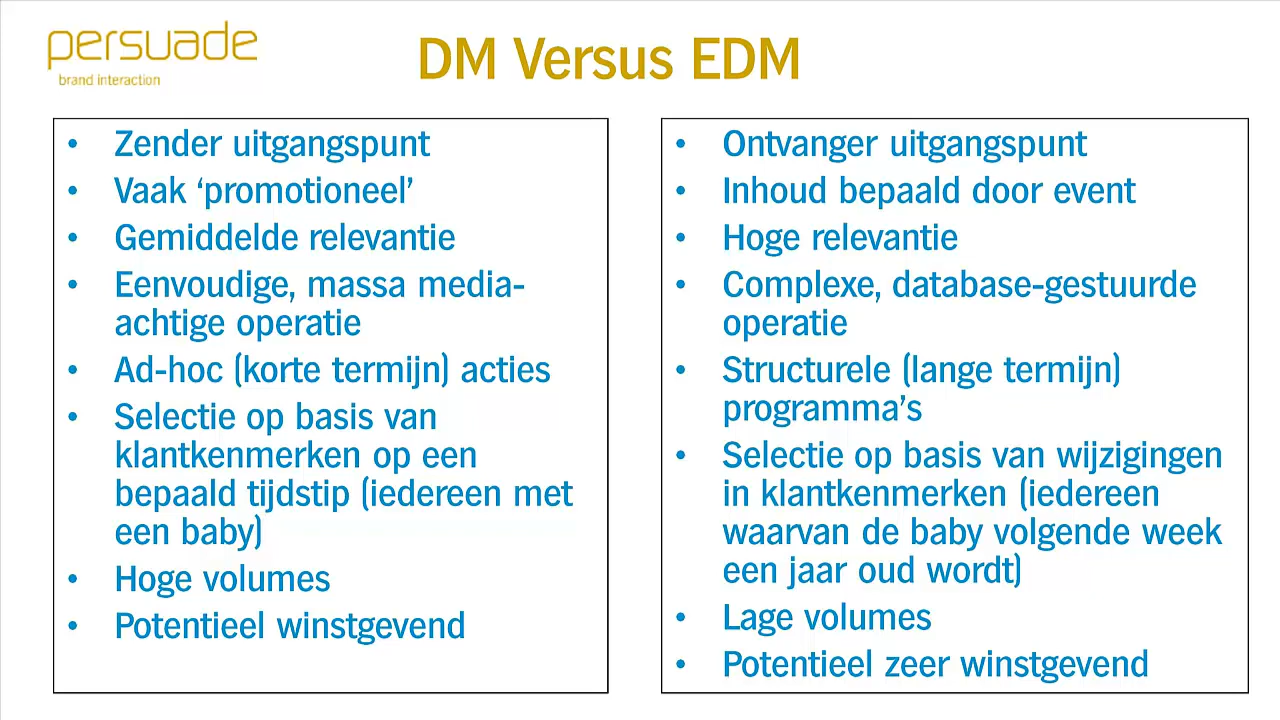 persuade
brand interaction
DM Versus EDM
• Zender uitgangspunt
• Vaak ‘promotioneel’
• Gemiddelde relevantie
• Eenvoudige, massa media-
achtige operatie
• Ad-hoc (korte termijn) acties
• Selectie op basis van
klantkenmerken op een
bepaald tijdstip (iedereen met
een baby)
• Hoge volumes
• Potentieel winstgevend
• Ontvanger uitgangspunt
• Inhoud bepaald door event
• Hoge relevantie
• Complexe, database-gestuurde
operatie
• Structurele (lange termijn)
programma’s
• Selectie op basis van wijzigingen
in klantkenmerken (iedereen
waarvan de baby volgende week
een jaar oud wordt)
• Lage volumes
• Potentieel zeer winstgevend